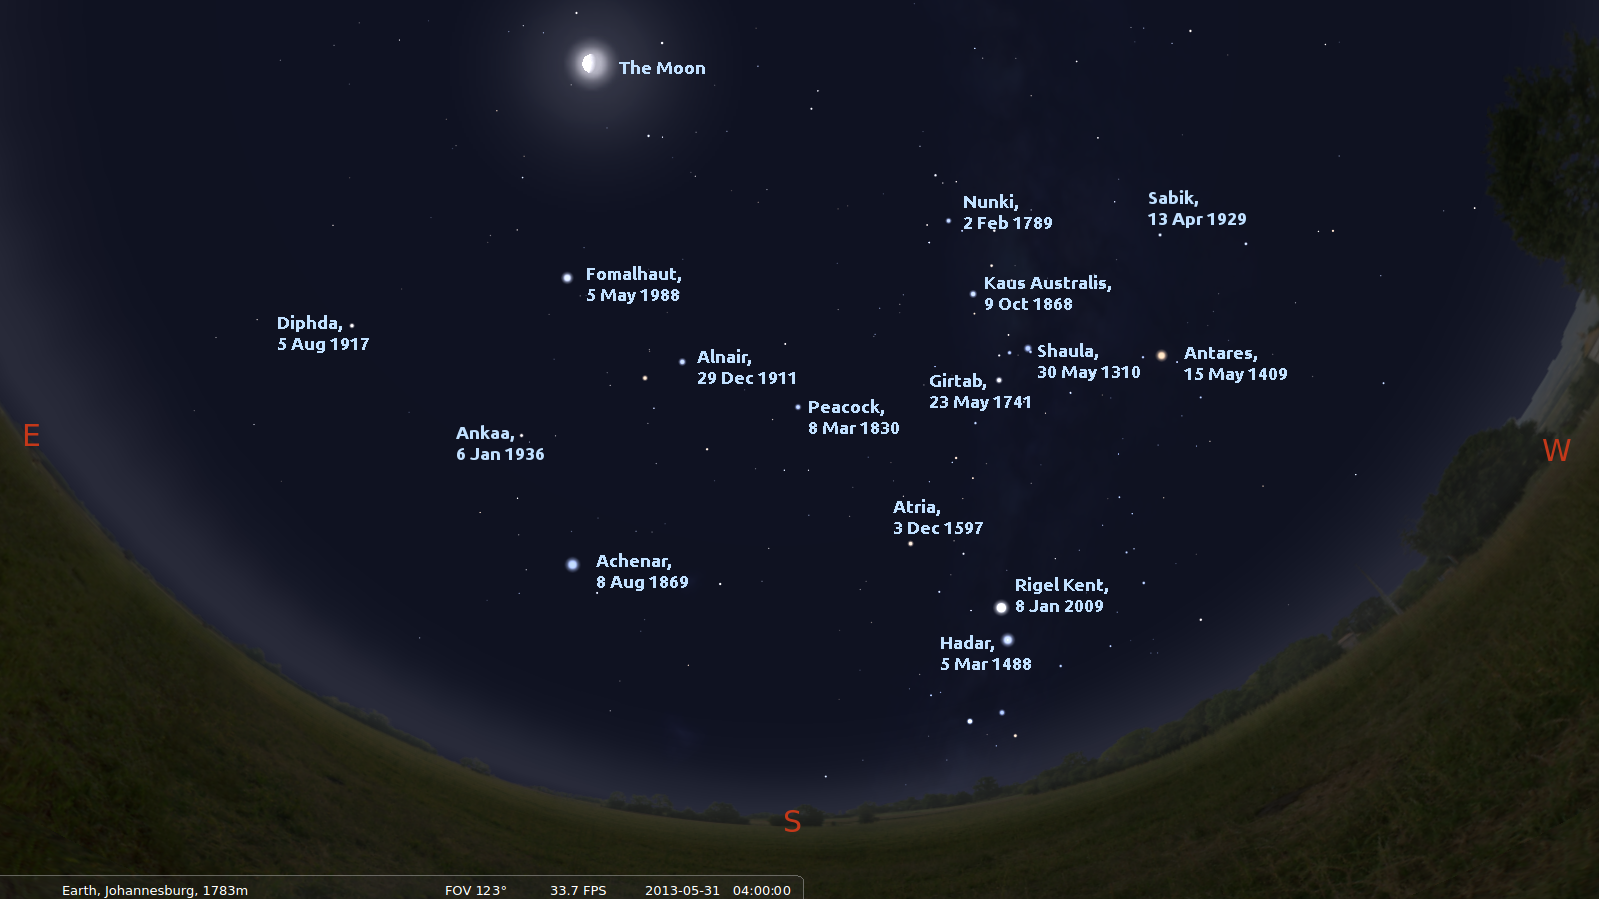 The Moon
Nunki,
2 Feb 1789
Sabik,
13 Apr 1929
Fomalhaut,
5 May 1988
Kaus Australis,
9 Oct 1868
Diphda,
5 Aug 1917
Alnair,
29 Dec 1911
Shaula,
30 May 1310
Antares,
15 May 1409
Girtab,
23 May 1741
Peacock,
8 Mar 1830
Ankaa,
6 Jan 1936
E
W
Atria,
3 Dec 1597
Achenar,
8 Aug 1869
Rigel Kent,
8 Jan 2009
Hadar,
5 Mar 1488
S
Earth, Johannesburg, 1783m FOV 123° 33.7 FPS 2013-05-31 04:00:00